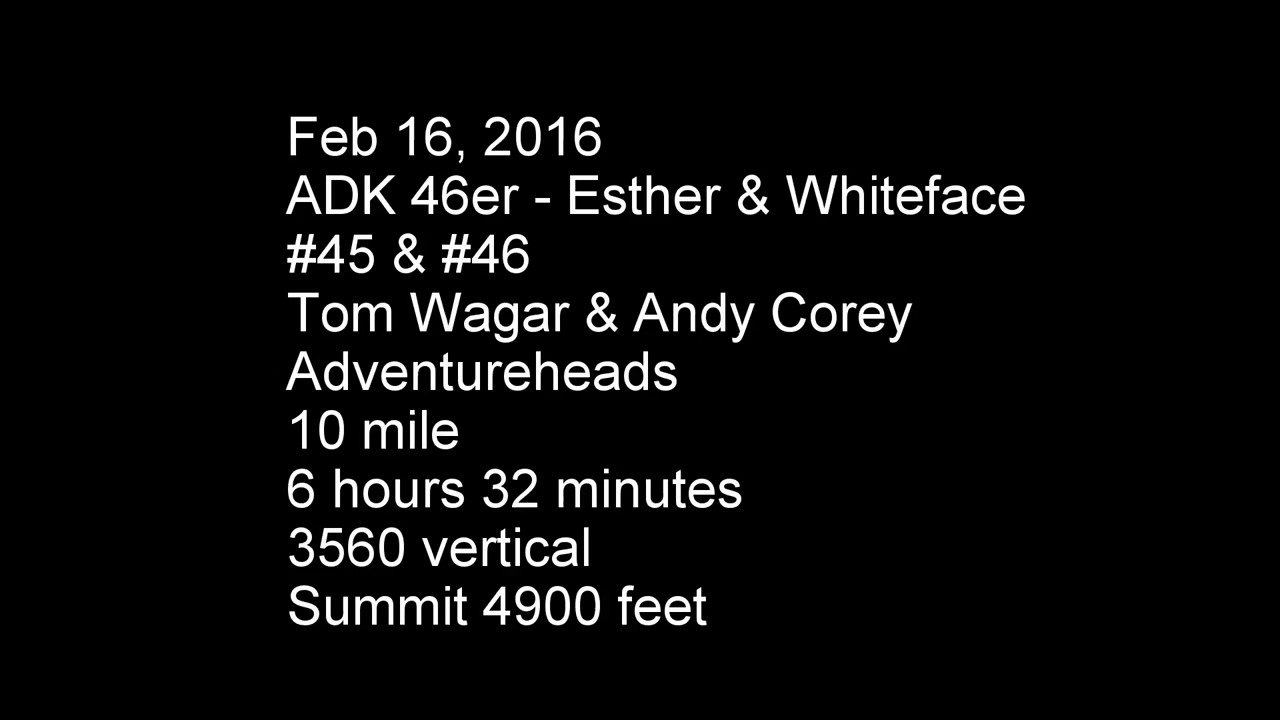 Feb 16, 2016
ADK 46er - Esther & Whiteface
#45 & #46
Tom Wagar & Andy Corey
Adventureheads
10 mile
6 hours 32 minutes
3560 vertical
Summit 4900 feet